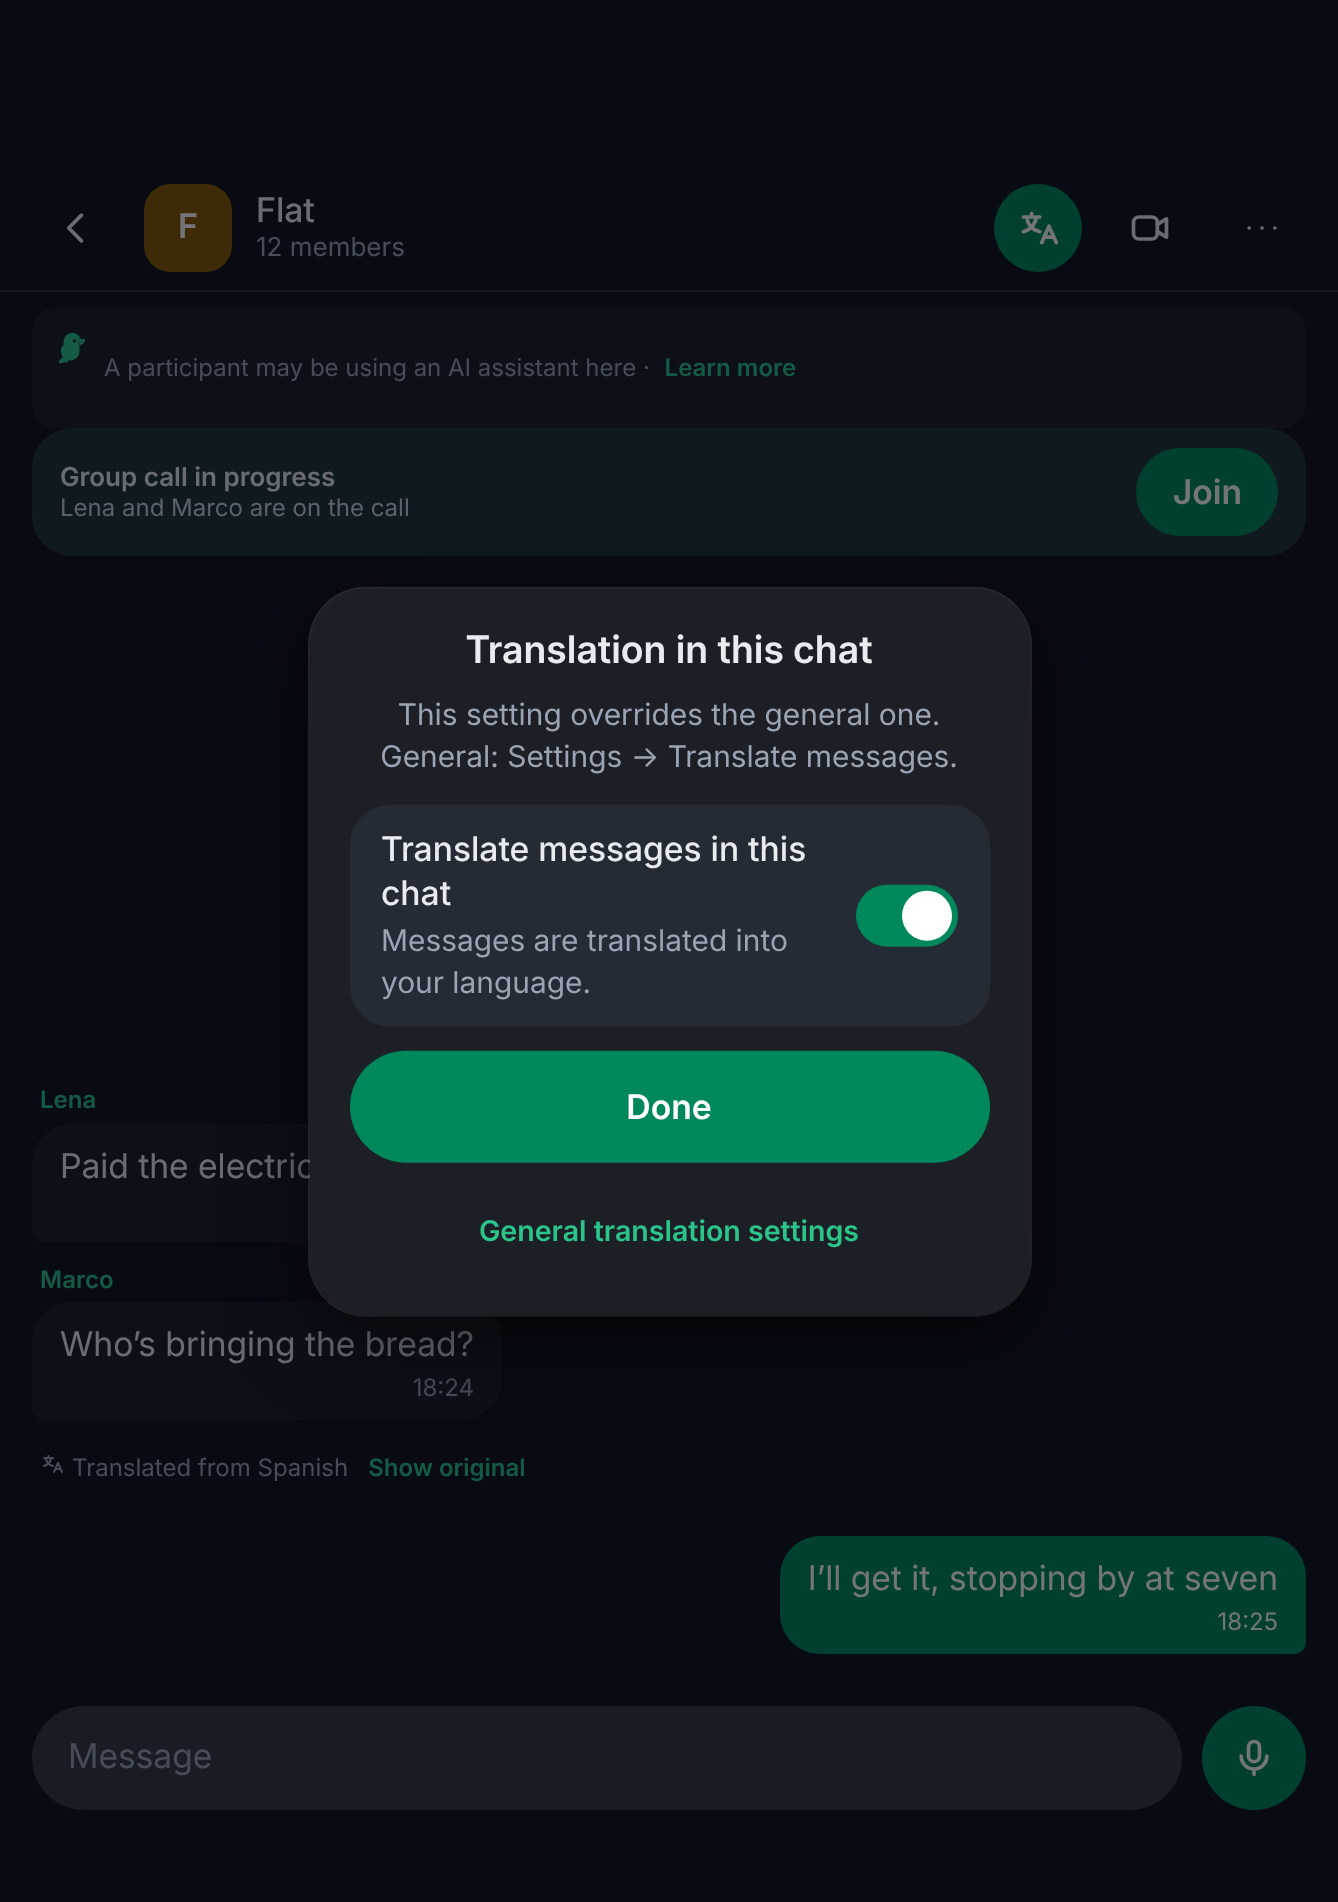 F
Flat
12 members
A participant may be using an AI assistant here · Learn more
Group call in progress
Lena and Marco are on the call
Join
Translation in this chat
This setting overrides the general one.
General: Settings → Translate messages.
Translate messages in this
chat
Messages are translated into
your language.
Done
General translation settings
Lena
Paid the electric
Marco
Who’s bringing the bread?
18:24
Translated from Spanish Show original
I’ll get it, stopping by at seven
18:25
Message